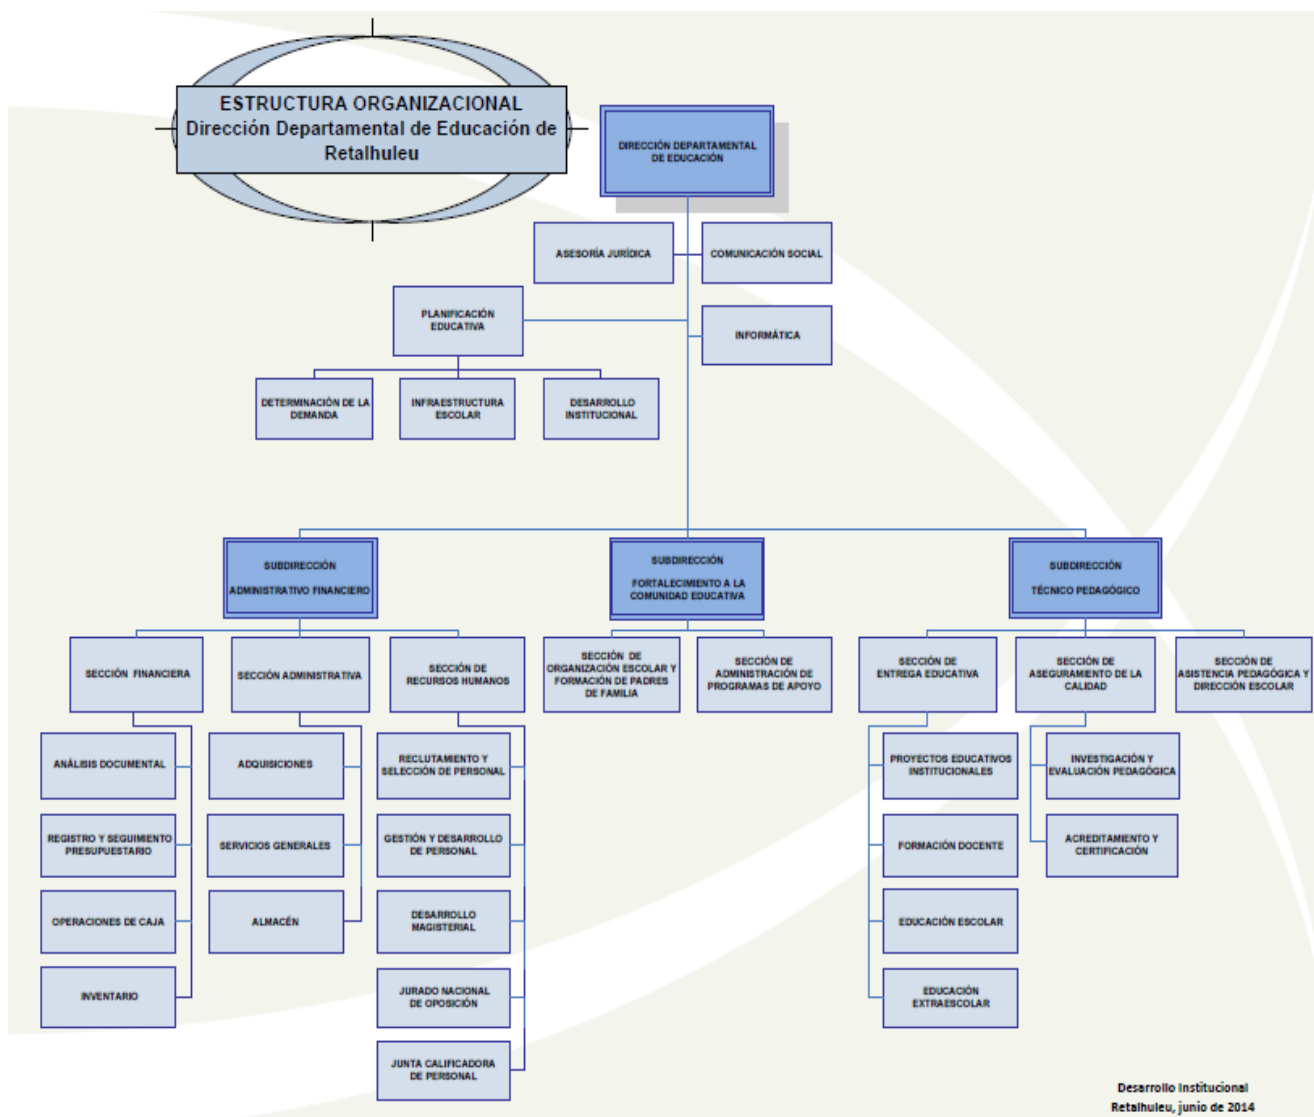 ESTRUCTURA ORGANIZACIONAL
Dirección Departamental de Educación de
Retalhuleu
DIRECCIÓN DEPARTAMENTAL
DE EDUCACIÓN
ASESORÍA JURÍDICA
COMUNICACIÓN SOCIAL
PLANIFICACIÓN
EDUCATIVA
INFORMÁTICA
DETERMINACIÓN DE LA
DEMANDA
INFRAESTRUCTURA
ESCOLAR
DESARROLLO
INSTITUCIONAL
SUBDIRECCIÓN
ADMINISTRATIVO FINANCIERO
SUBDIRECCIÓN
FORTALECIMIENTO A LA
COMUNIDAD EDUCATIVA
SUBDIRECCIÓN
TÉCNICO PEDAGÓGICO
SECCIÓN FINANCIERA
SECCIÓN ADMINISTRATIVA
SECCIÓN DE
RECURSOS HUMANOS
SECCIÓN DE
ORGANIZACIÓN ESCOLAR Y
FORMACIÓN DE PADRES
DE FAMILIA
SECCIÓN DE
ADMINISTRACIÓN DE
PROGRAMAS DE APOYO
SECCIÓN DE
ENTREGA EDUCATIVA
SECCIÓN DE
ASEGURAMIENTO DE LA
CALIDAD
SECCIÓN DE
ASISTENCIA PEDAGÓGICA Y
DIRECCIÓN ESCOLAR
ANÁLISIS DOCUMENTAL
ADQUISICIONES
RECLUTAMIENTO Y
SELECCIÓN DE PERSONAL
PROYECTOS EDUCATIVOS
INSTITUCIONALES
INVESTIGACIÓN Y
EVALUACIÓN PEDAGÓGICA
REGISTRO Y SEGUIMIENTO
PRESUPUESTARIO
SERVICIOS GENERALES
GESTIÓN Y DESARROLLO
DE PERSONAL
FORMACIÓN DOCENTE
ACREDITAMIENTO Y
CERTIFICACIÓN
OPERACIONES DE CAJA
ALMACÉN
DESARROLLO
MAGISTERIAL
EDUCACIÓN ESCOLAR
INVENTARIO
JURADO NACIONAL
DE OPOSICIÓN
EDUCACIÓN
EXTRAESCOLAR
JUNTA CALIFICADORA
DE PERSONAL
Desarrollo Institucional
Retalhuleu, junio de 2014